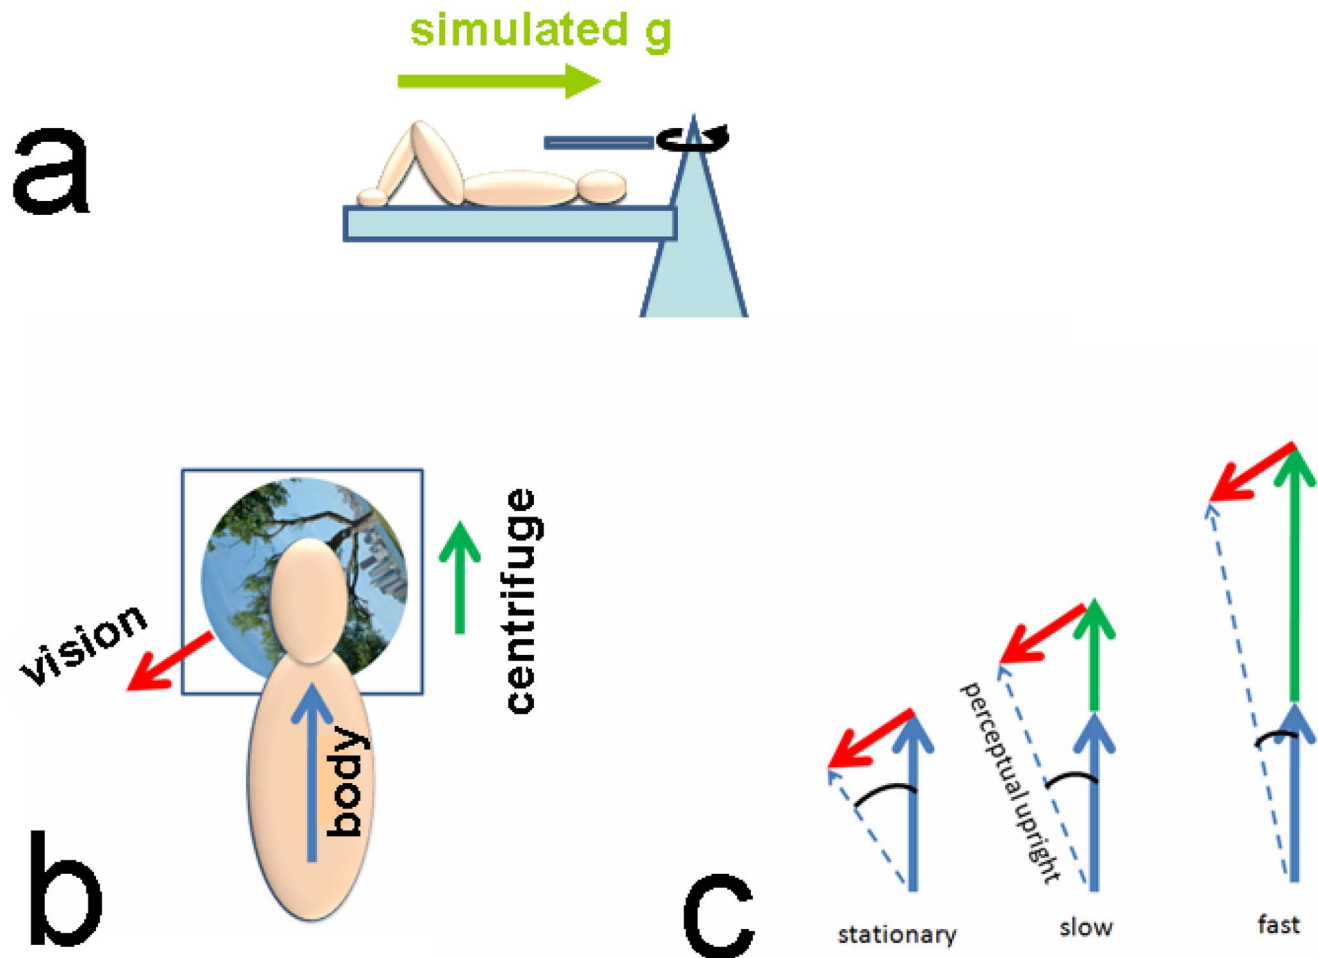 simulated g
a
vision
body
centrifuge
b
perceptual upright
c
stationary
slow
fast